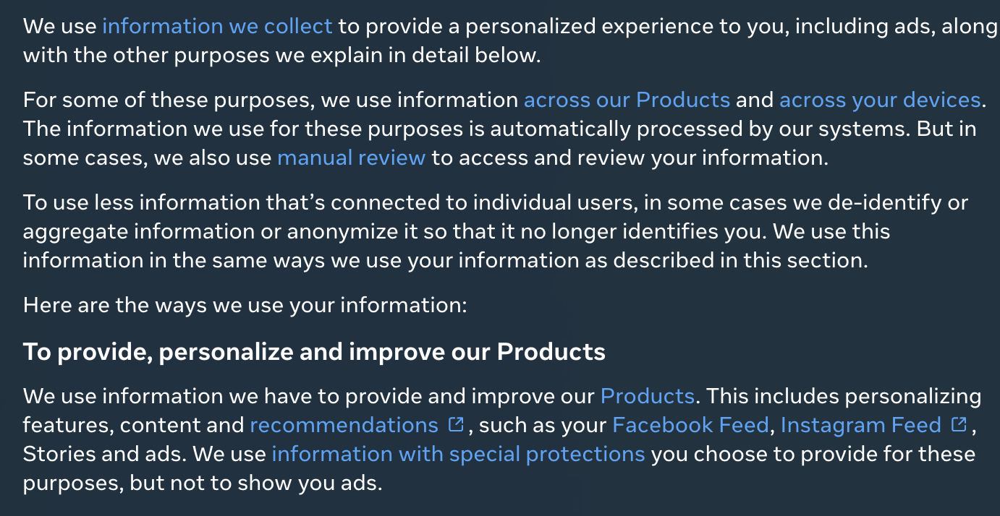 We use information we collect to provide a personalized experience to you, including ads, along
with the other purposes we explain in detail below.
For some of these purposes, we use information across our Products and across your devices.
The information we use for these purposes is automatically processed by our systems. But in
some cases, we also use manual review to access and review your information.
To use less information that’s connected to individual users, in some cases we de-identify or
aggregate information or anonymize it so that it no longer identifies you. We use this
information in the same ways we use your information as described in this section.
Here are the ways we use your information:
To provide, personalize and improve our Products
We use information we have to provide and improve our Products. This includes personalizing
features, content and recommendations , such as your Facebook Feed, Instagram Feed ,
Stories and ads. We use information with special protections you choose to provide for these
purposes, but not to show you ads.